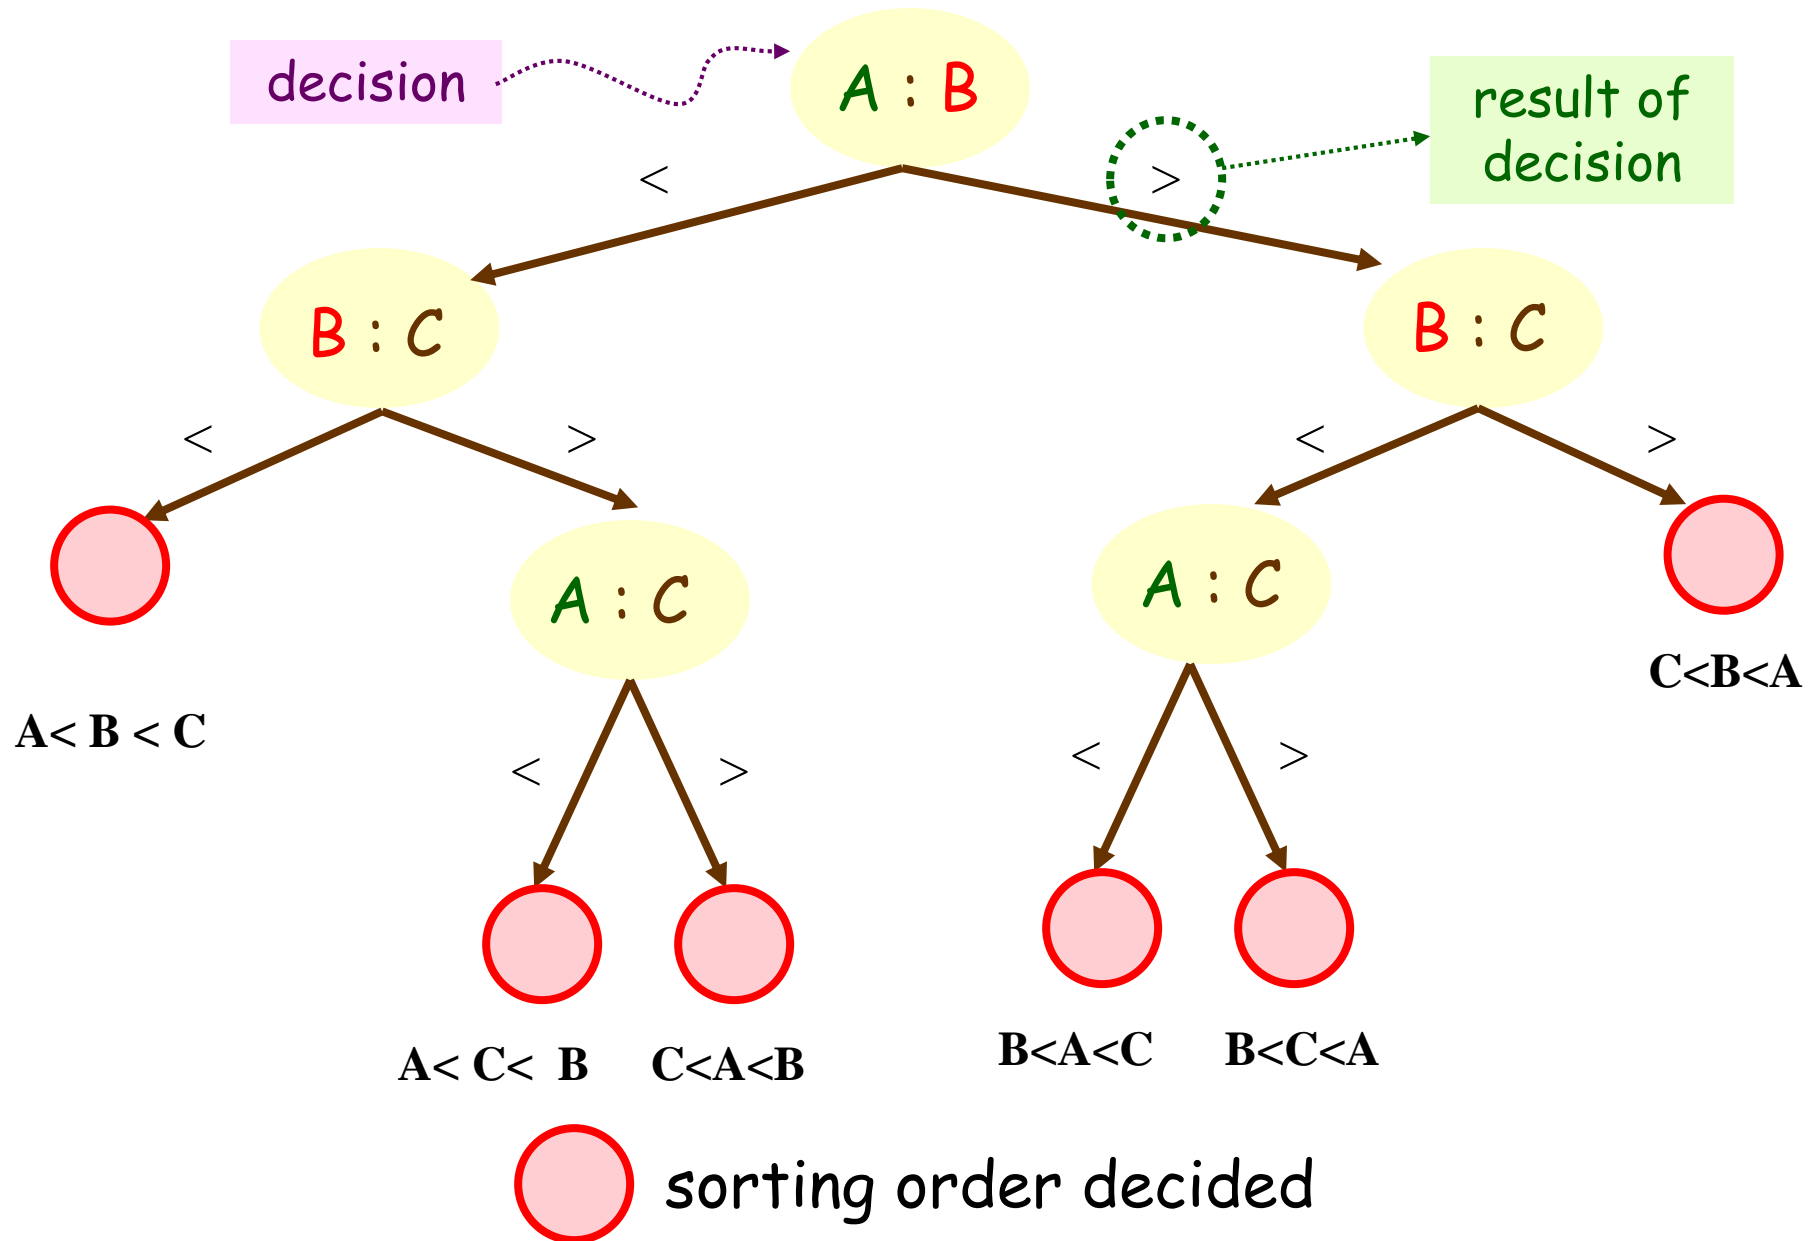 decision
A : B
result of
decision
<
>
B : C
B : C
<
>
<
>
A : C
A : C
C<B<A
A< B < C
<
>
<
>
A< C<  B
C<A<B
B<A<C
B<C<A
sorting order decided